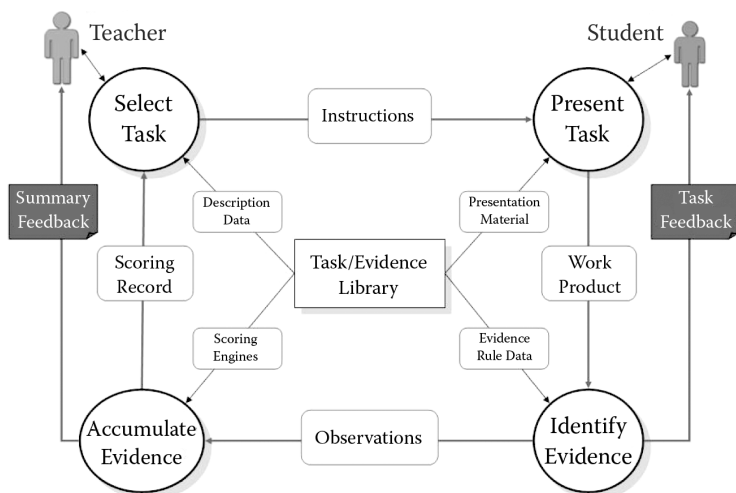 Teacher
Student
Select
Task
Instructions
Present
Task
Summary
Feedback
Description
Data
Presentation
Material
Task
Feedback
Scoring
Record
Task/Evidence
Library
Work
Product
Scoring
Engines
Evidence
Rule Data
Accumulate
Evidence
Observations
Identify
Evidence